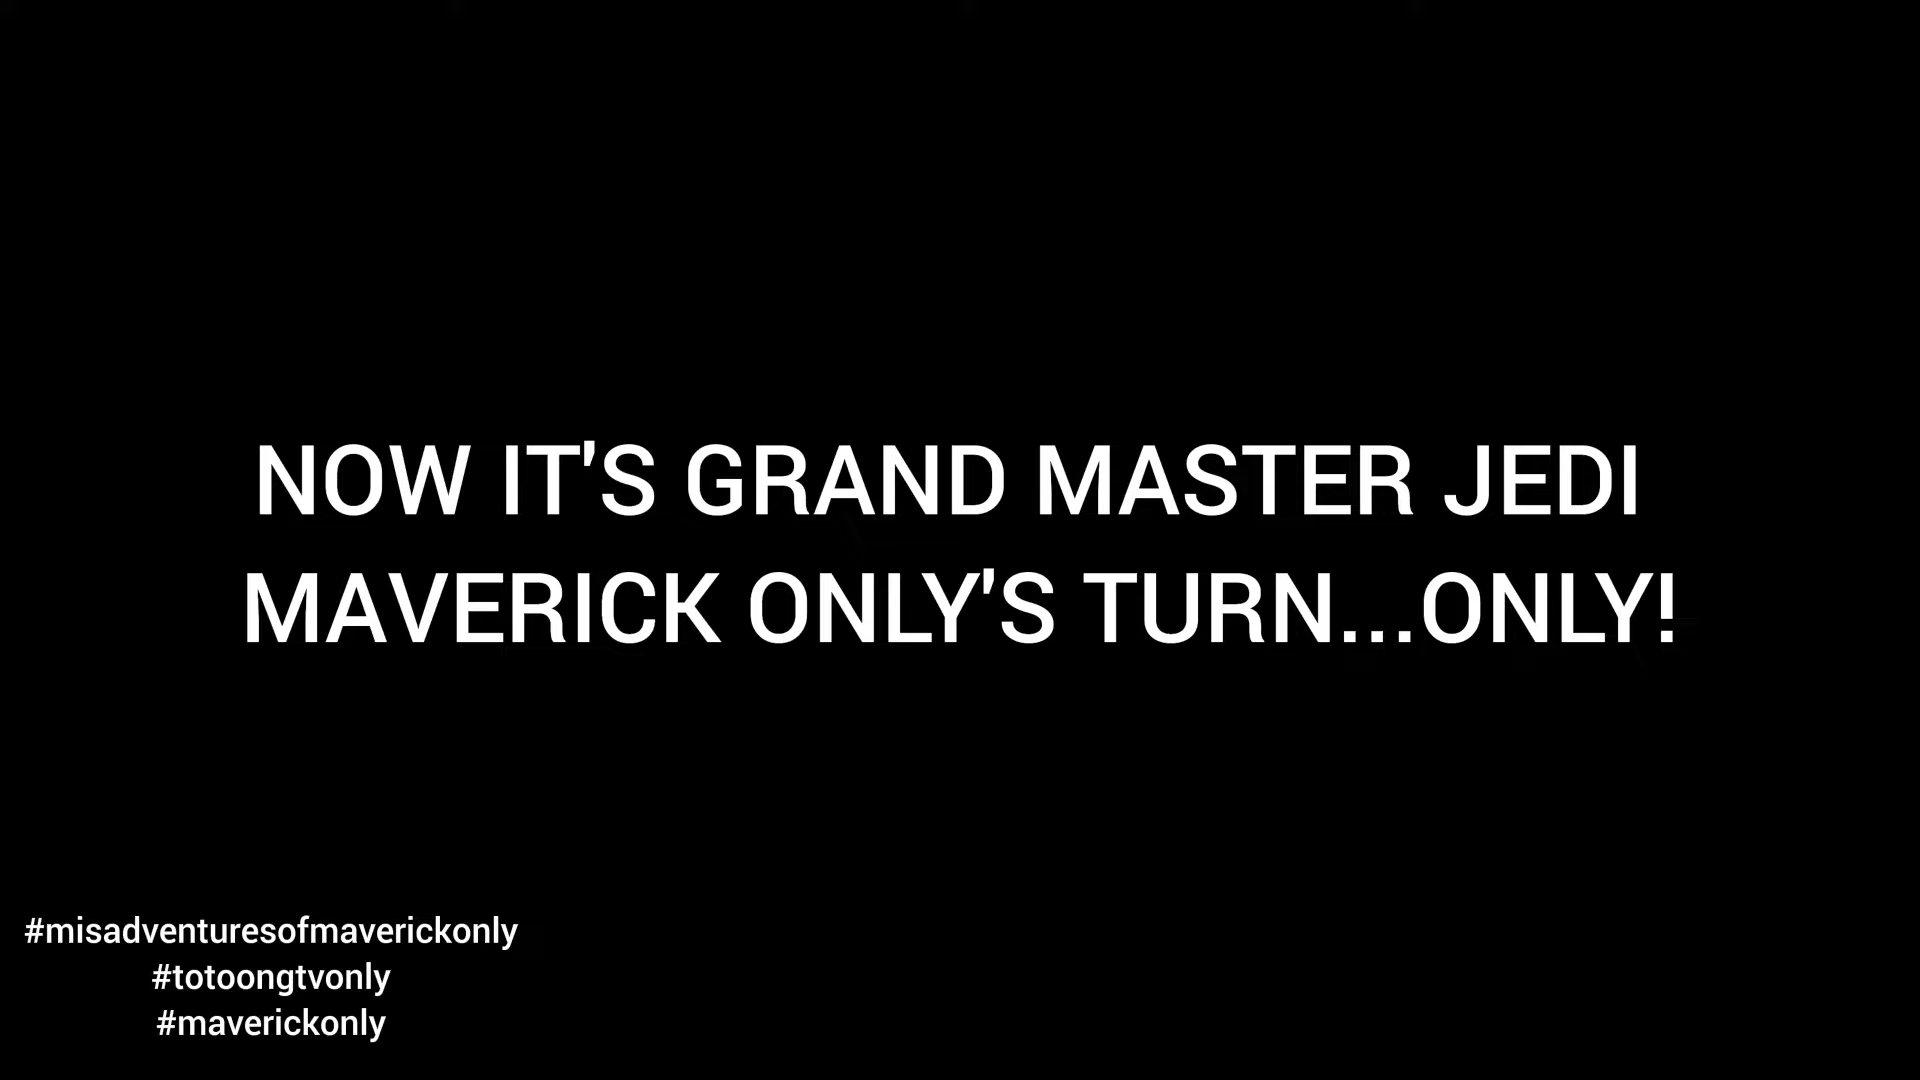 NOW IT'S GRAND MASTER JEDI
MAVERICK ONLY'S TURN...ONLY!
#misadventuresofmaverickonly
#totoongtvonly
#maverickonly